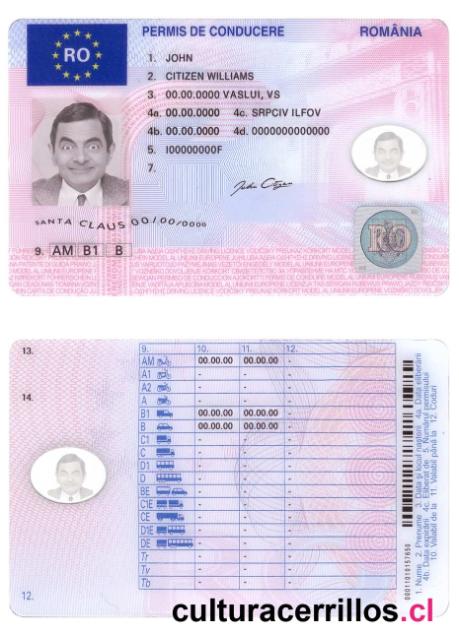 RO
PERMIS DE CONDUCERE ROMÂNIA
1. JOHN
2. CITIZEN WILLIAMS
3. 00.00.0000 VASLUI, VS
4a. 00.00.0000 4c. SRPCIV ILFOV
4b. 00.00.0000 4d. 0000000000000
5. I00000000F
7.
SANTA CLAUS 00/00/0000
RO
9. AM B1 B
13.
14.
12.
9. 10. 11. 12.
AM 00.00.00 00.00.00 -
A1 - - -
A2 - - -
A - - -
B1 00.00.00 00.00.00 -
B 00.00.00 00.00.00 -
C1 - - -
C - - -
D1 - - -
D - - -
BE - - -
C1E - - -
CE - - -
D1E - - -
DE - - -
Tr - - -
Tv - - -
Tb - - -
1. Nume 2. Prenume 3. Data şi locul naşterii 4a. Data eliberării
4b. Data expirării 4c. Eliberat de 5. Numărul permisului
10. Valabil de la 11. Valabil până la 12. Coduri
culturacerrillos.cl